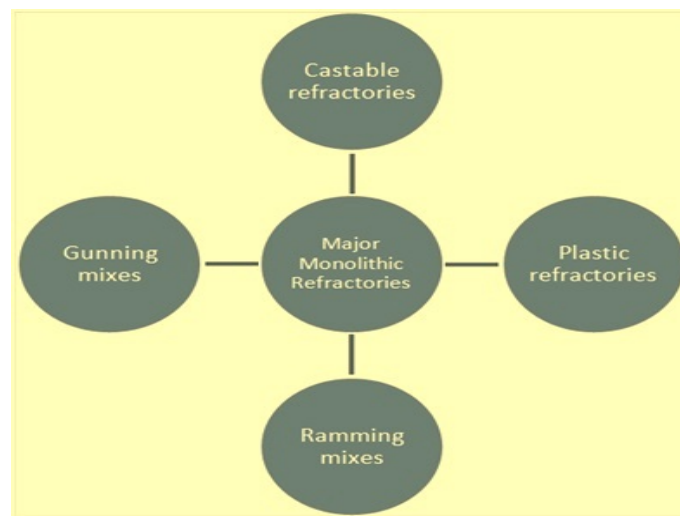 Castable
refractories
Gunning
mixes
Major
Monolithic
Refractories
Plastic
refractories
Ramming
mixes